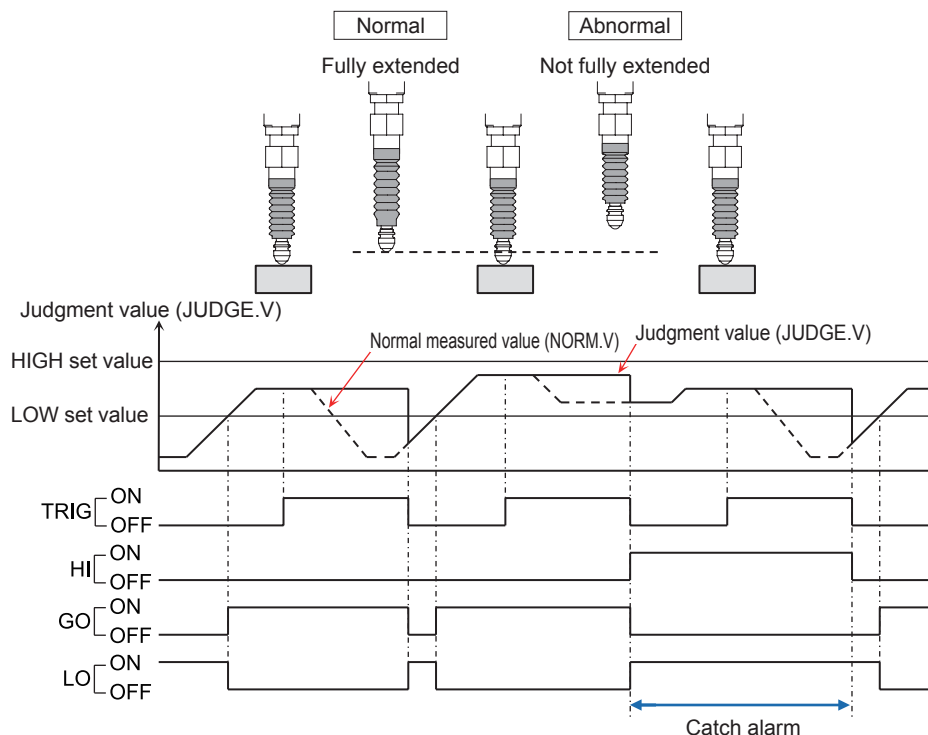 Normal
Abnormal
Fully extended
Not fully extended
Judgment value (JUDGE.V)
Normal measured value (NORM.V)
Judgment value (JUDGE.V)
HIGH set value
LOW set value
TRIG
ON
OFF
HI
ON
OFF
GO
ON
OFF
LO
ON
OFF
Catch alarm